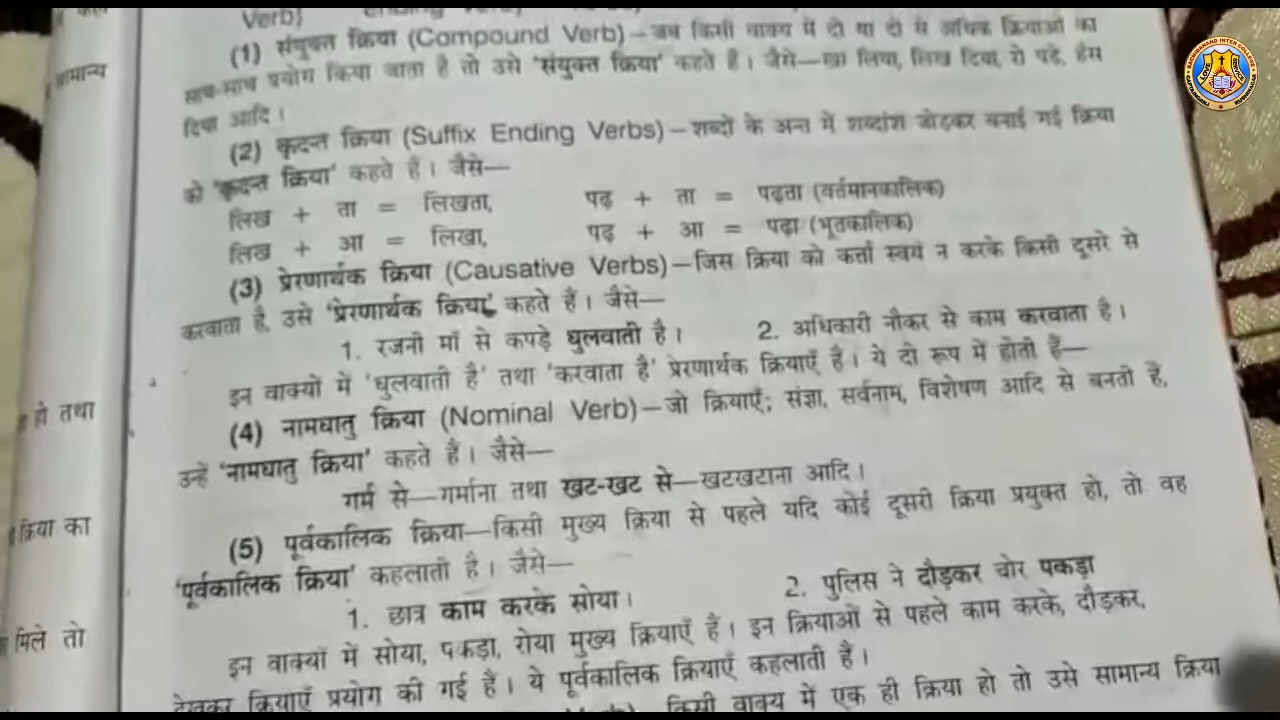 Verb)
(1) संयुक्त क्रिया (Compound Verb)–जब किसी वाक्य में दो या दो से अधिक क्रियाओं का
साथ-साथ प्रयोग किया जाता है तो उसे 'संयुक्त क्रिया' कहते हैं। जैसे—खा लिया, लिख दिया, रो पड़े, हँस
दिया आदि।
(2) कृदन्त क्रिया (Suffix Ending Verbs)–शब्दों के अन्त में शब्दांश जोड़कर बनाई गई क्रिया
को 'कृदन्त क्रिया' कहते हैं। जैसे—
लिख + ता = लिखता, पढ़ + ता = पढ़ता (वर्तमानकालिक)
लिख + आ = लिखा, पढ़ + आ = पढ़ा (भूतकालिक)
(3) प्रेरणार्थक क्रिया (Causative Verbs)–जिस क्रिया को कर्त्ता स्वयं न करके किसी दूसरे से
करवाता है, उसे 'प्रेरणार्थक क्रिया' कहते हैं। जैसे—
1. रजनी माँ से कपड़े धुलवाती है। 2. अधिकारी नौकर से काम करवाता है।
इन वाक्यों में 'धुलवाती है' तथा 'करवाता है' प्रेरणार्थक क्रियाएँ हैं। ये दो रूप में होती हैं—
(4) नामधातु क्रिया (Nominal Verb)–जो क्रियाएँ; संज्ञा, सर्वनाम, विशेषण आदि से बनती हैं,
उन्हें 'नामधातु क्रिया' कहते हैं। जैसे—
गर्म से—गर्माना तथा खट-खट से—खटखटाना आदि।
(5) पूर्वकालिक क्रिया—किसी मुख्य क्रिया से पहले यदि कोई दूसरी क्रिया प्रयुक्त हो, तो वह
'पूर्वकालिक क्रिया' कहलाती है। जैसे—
1. छात्र काम करके सोया। 2. पुलिस ने दौड़कर चोर पकड़ा
इन वाक्यों में सोया, पकड़ा, रोया मुख्य क्रियाएँ हैं। इन क्रियाओं से पहले काम करके, दौड़कर,
देखकर क्रियाएँ प्रयोग की गई हैं। ये पूर्वकालिक क्रियाएँ कहलाती हैं।
किसी वाक्य में एक ही क्रिया हो तो उसे सामान्य क्रिया
सामान्य
हो तथा
क्रिया का
मिले तो